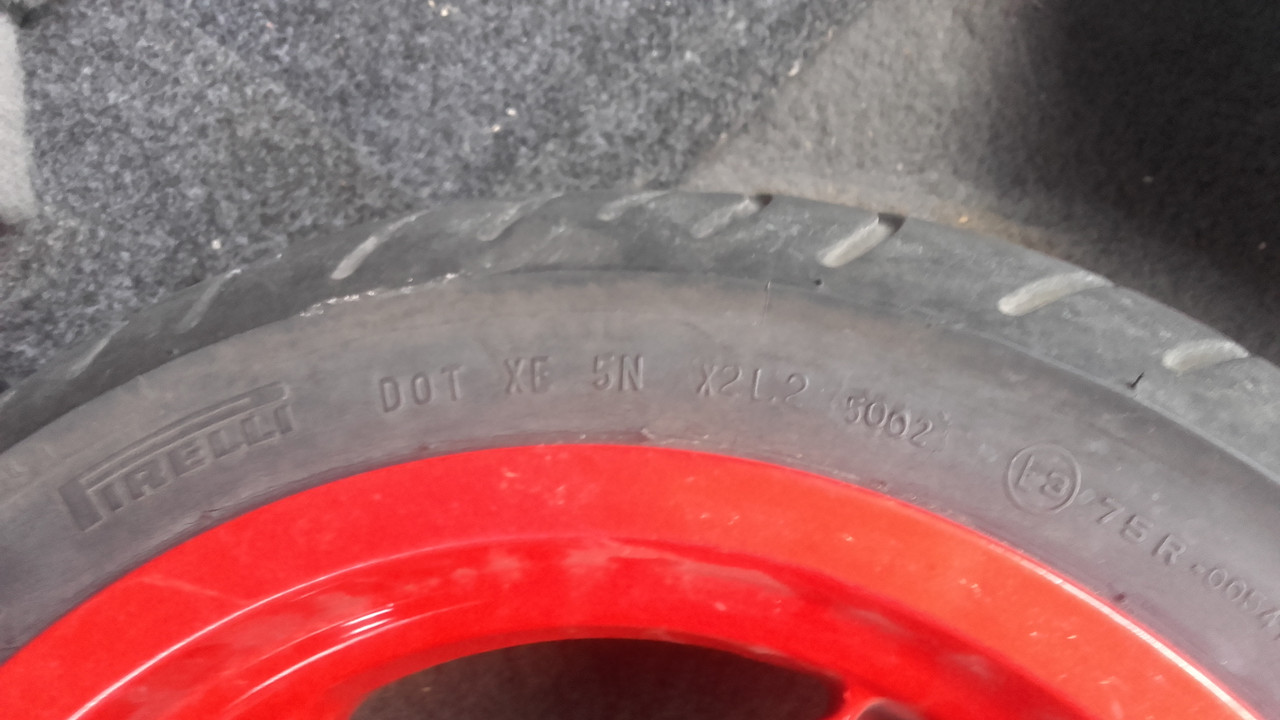 PIRELLI
DOT XE 5N X2L2 5002
E3 75R-0054